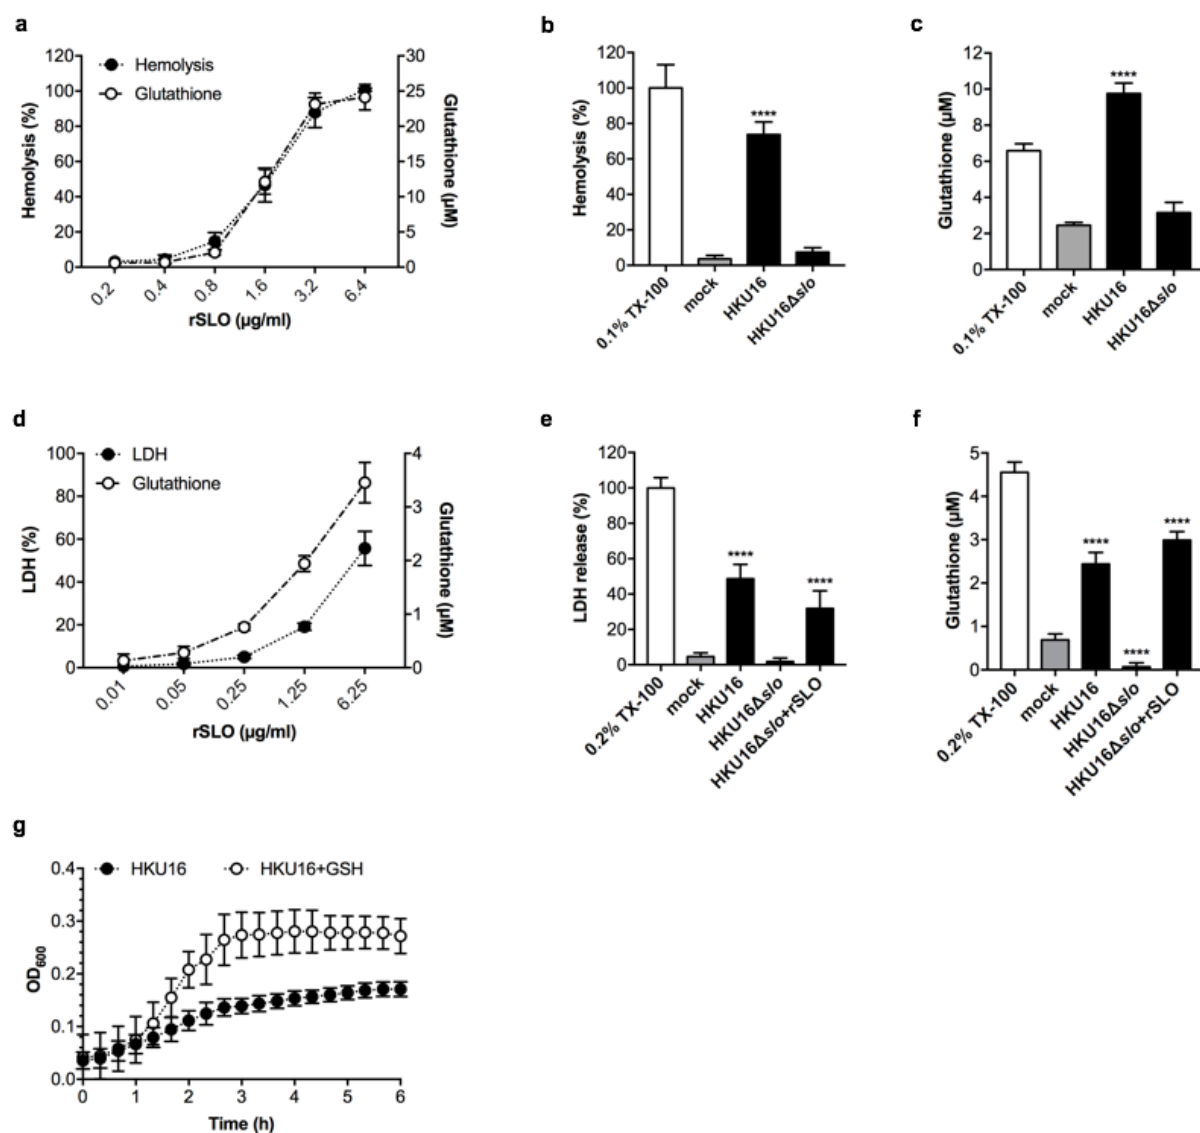 a
Hemolysis
Glutathione
Hemolysis (%)
120
100
80
60
40
20
0
30
25
20
15
10
5
0
Glutathione (µM)
0.2
0.4
0.8
1.6
3.2
6.4
rSLO (µg/ml)
b
Hemolysis (%)
120
100
80
60
40
20
0
****
0.1% TX-100
mock
HKU16
HKU16Δslo
c
Glutathione (µM)
12
10
8
6
4
2
0
****
0.1% TX-100
mock
HKU16
HKU16Δslo
d
LDH
Glutathione
LDH (%)
100
80
60
40
20
0
4
3
2
1
0
Glutathione (µM)
0.01
0.05
0.25
1.25
6.25
rSLO (µg/ml)
e
LDH release (%)
120
100
80
60
40
20
0
****
****
0.2% TX-100
mock
HKU16
HKU16Δslo
HKU16Δslo+rSLO
f
Glutathione (µM)
5
4
3
2
1
0
****
****
****
0.2% TX-100
mock
HKU16
HKU16Δslo
HKU16Δslo+rSLO
g
HKU16
HKU16+GSH
OD600
0.4
0.3
0.2
0.1
0.0
0
1
2
3
4
5
6
Time (h)